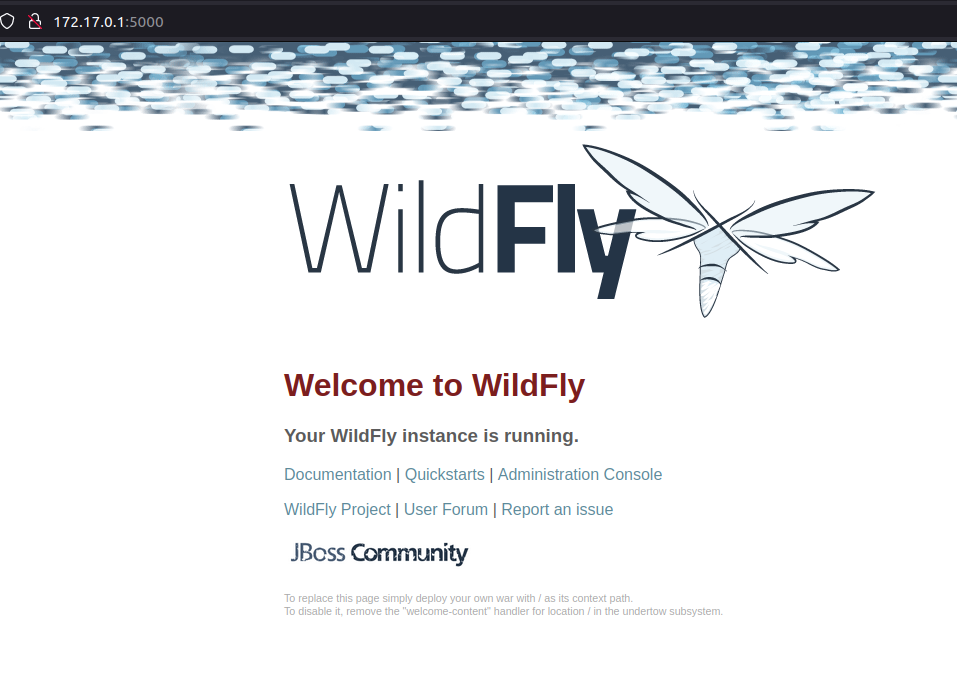 172.17.0.1:5000
WildFly
Welcome to WildFly
Your WildFly instance is running.
Documentation | Quickstarts | Administration Console
WildFly Project | User Forum | Report an issue
JBoss Community
To replace this page simply deploy your own war with / as its context path.
To disable it, remove the "welcome-content" handler for location / in the undertow subsystem.